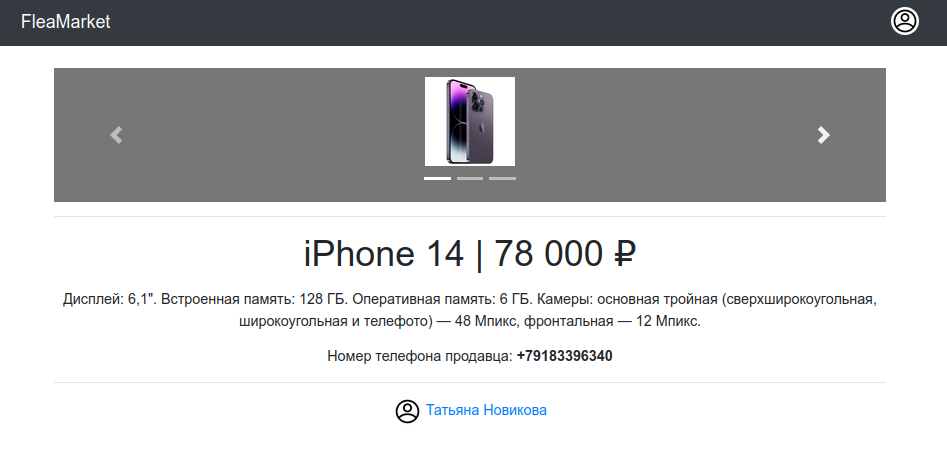 FleaMarket
iPhone 14 | 78 000 ₽
Дисплей: 6,1". Встроенная память: 128 ГБ. Оперативная память: 6 ГБ. Камеры: основная тройная (сверхширокоугольная,
широкоугольная и телефото) — 48 Мпикс, фронтальная — 12 Мпикс.
Номер телефона продавца: +79183396340
Татьяна Новикова